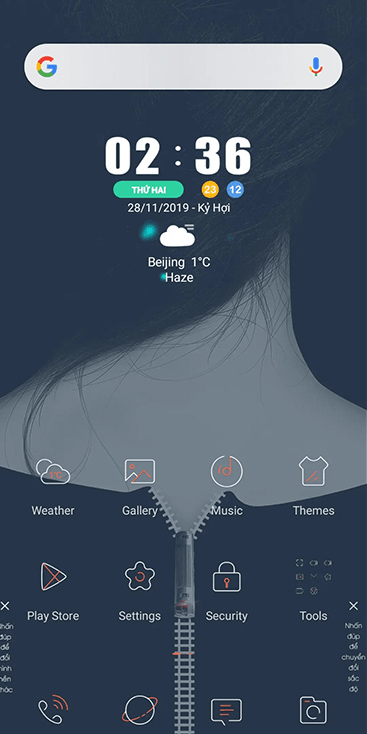 02 : 36
THỨ HAI 23 12
28/11/2019 - Kỷ Hợi
Beijing 1°C
Haze
1°C
Weather Gallery Music Themes
Play Store Settings Security Tools
Nhấn
đúp
để
đổi
hình
nền
khác
Nhấn
đúp
để
chuyển
đổi
sắc
độ